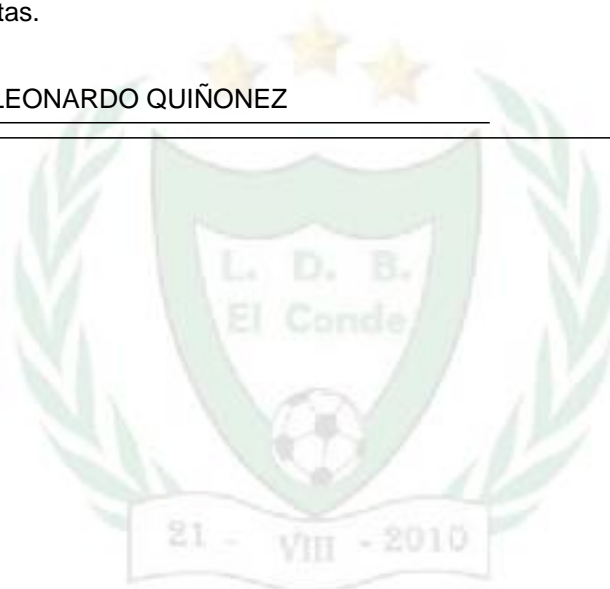 tas.
LEONARDO QUIÑONEZ
L. D. B.
El Conde
21 - VIII - 2010